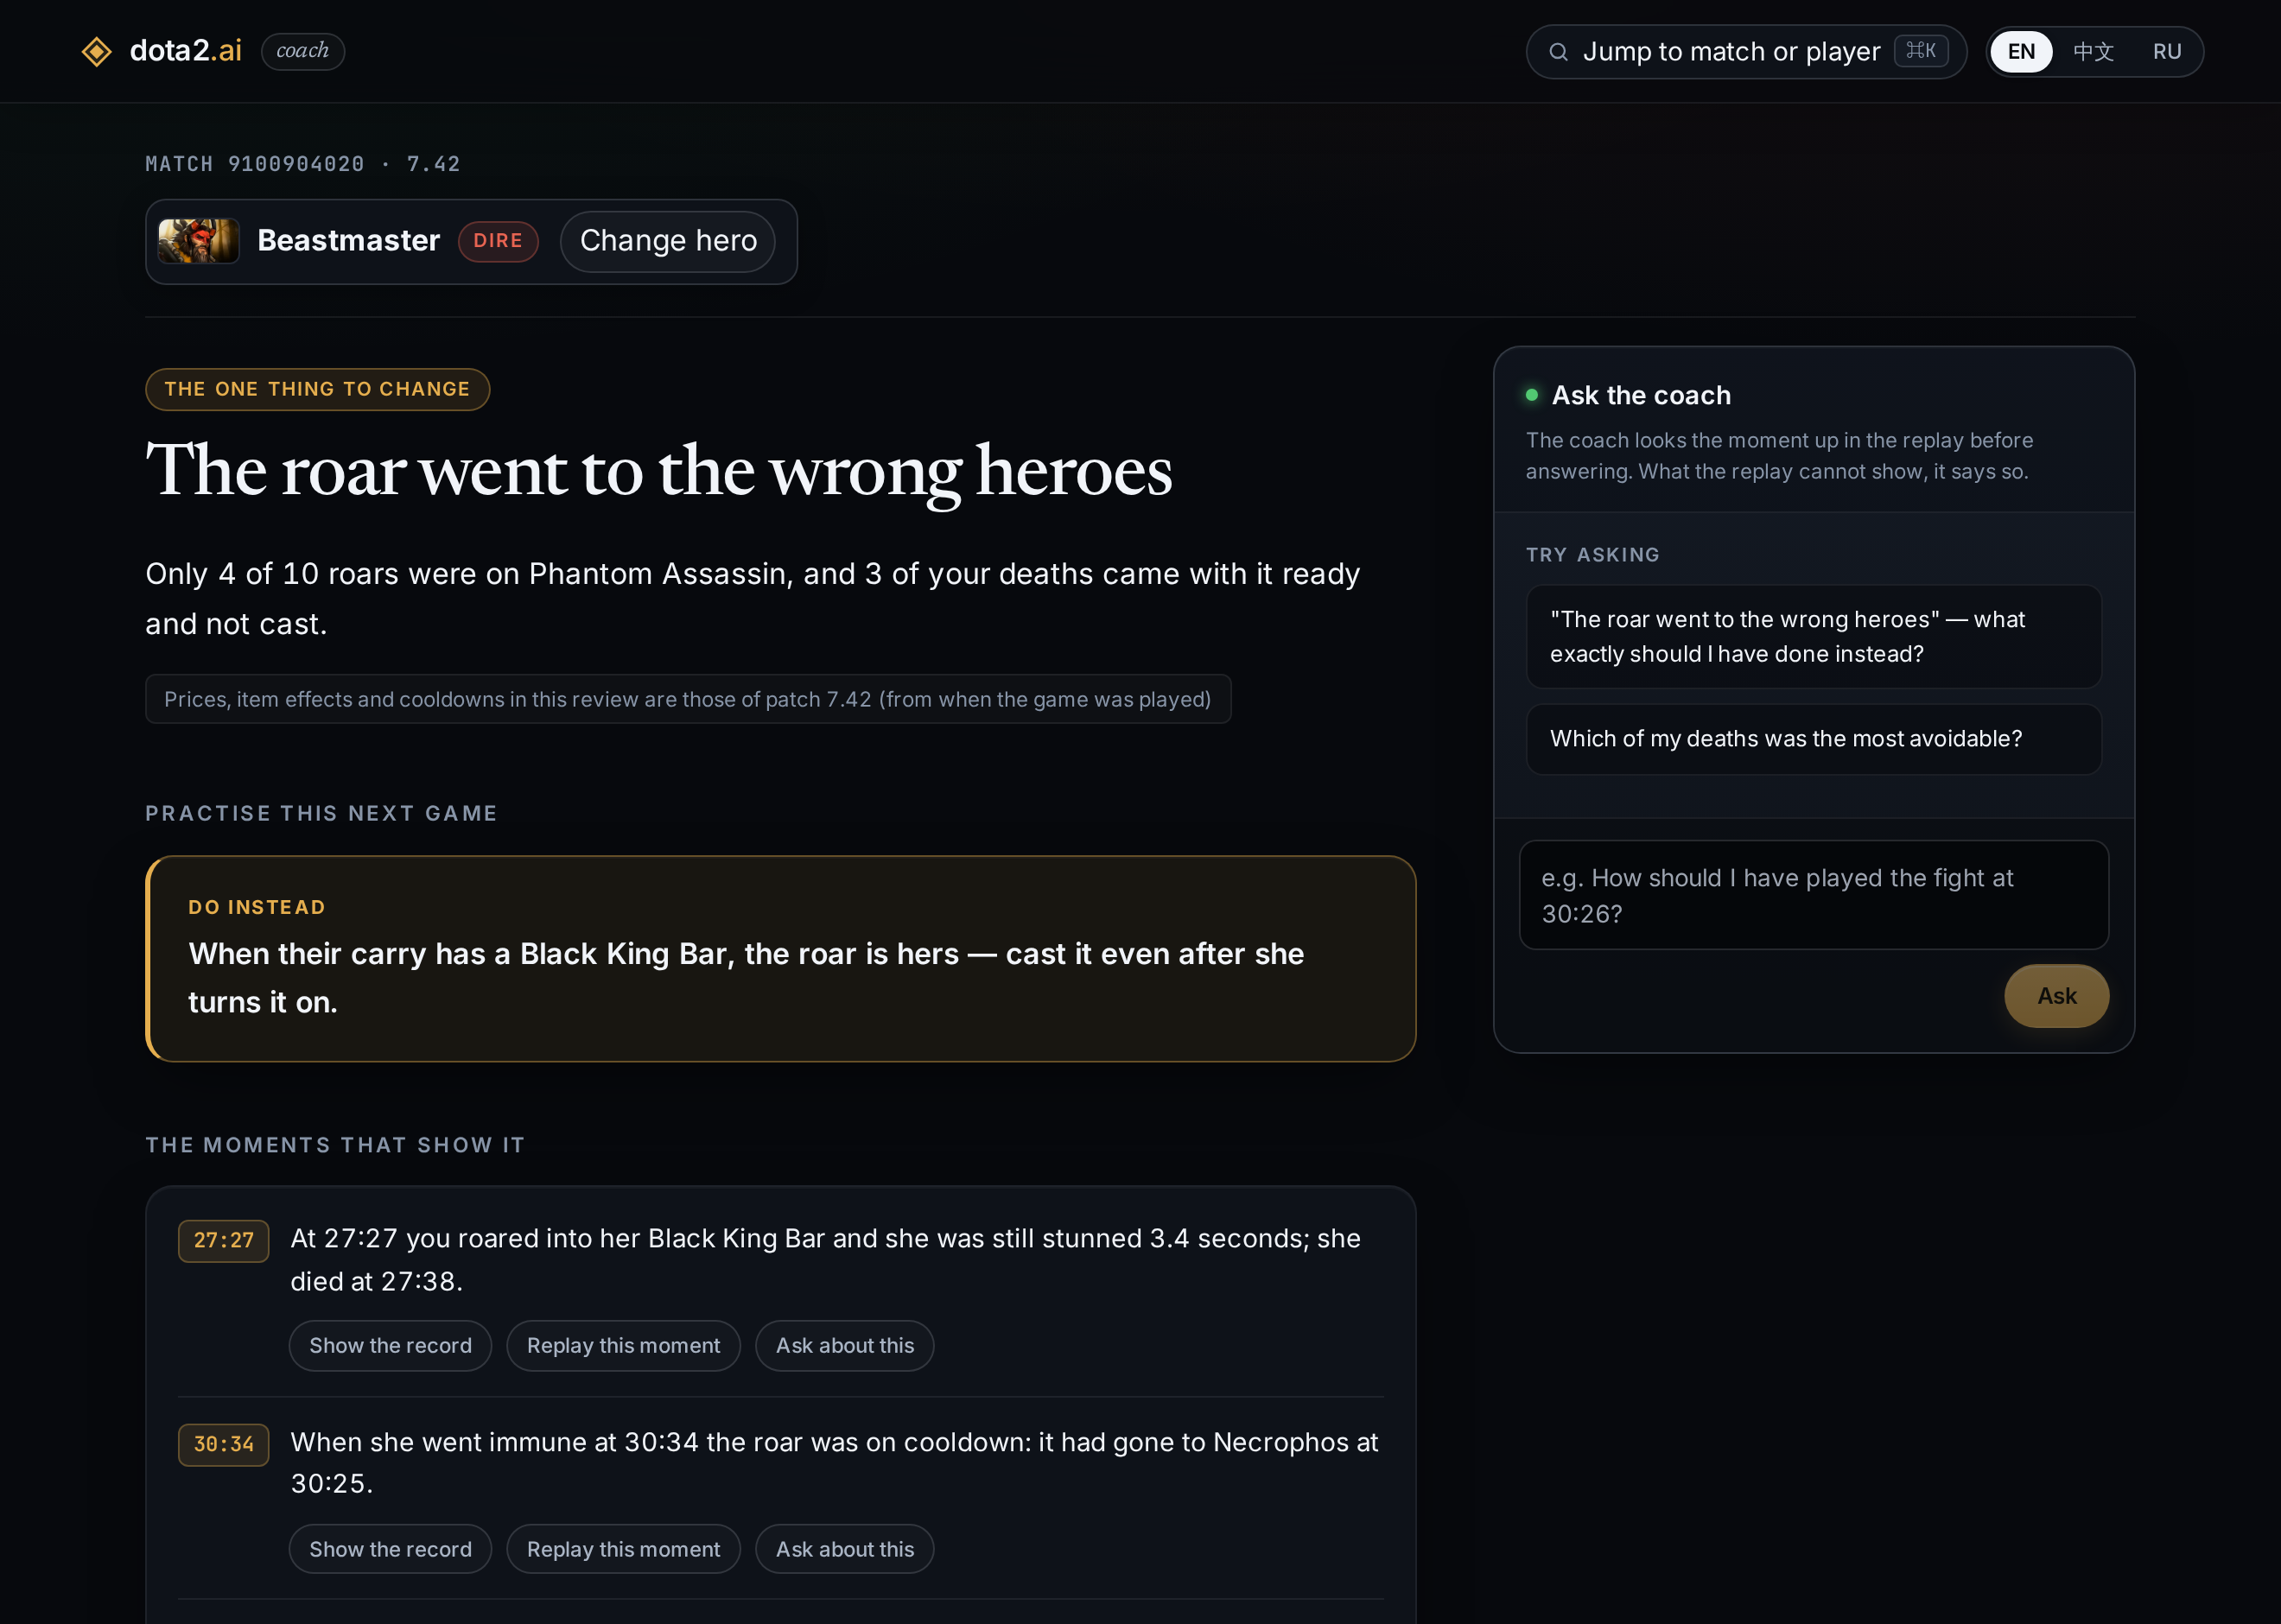 dota2.ai coach
Jump to match or player ⌘K
EN 中文 RU
MATCH 9100904020 · 7.42
Beastmaster DIRE Change hero
THE ONE THING TO CHANGE
The roar went to the wrong heroes
Only 4 of 10 roars were on Phantom Assassin, and 3 of your deaths came with it ready
and not cast.
Prices, item effects and cooldowns in this review are those of patch 7.42 (from when the game was played)
PRACTISE THIS NEXT GAME
DO INSTEAD
When their carry has a Black King Bar, the roar is hers — cast it even after she
turns it on.
THE MOMENTS THAT SHOW IT
27:27
At 27:27 you roared into her Black King Bar and she was still stunned 3.4 seconds; she
died at 27:38.
Show the record Replay this moment Ask about this
30:34
When she went immune at 30:34 the roar was on cooldown: it had gone to Necrophos at
30:25.
Show the record Replay this moment Ask about this
Ask the coach
The coach looks the moment up in the replay before
answering. What the replay cannot show, it says so.
TRY ASKING
"The roar went to the wrong heroes" — what
exactly should I have done instead?
Which of my deaths was the most avoidable?
e.g. How should I have played the fight at
30:26?
Ask